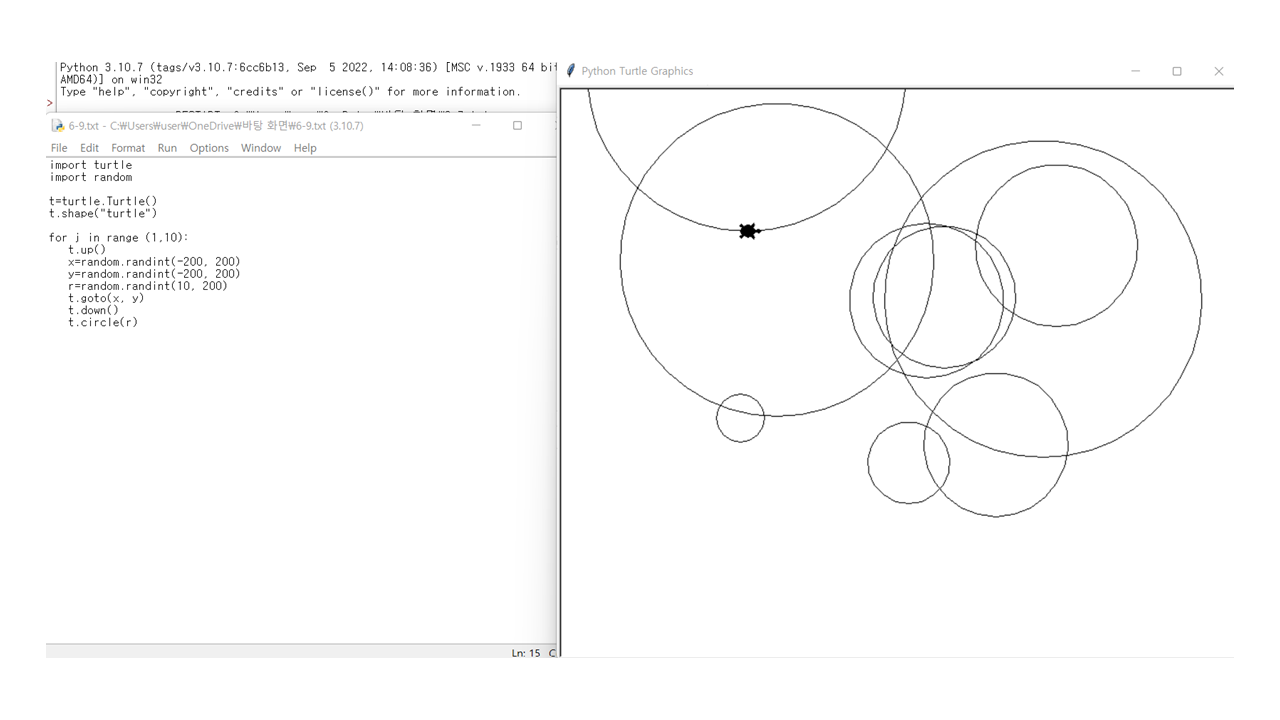 Python 3.10.7 (tags/v3.10.7:6cc6b13, Sep  5 2022, 14:08:36) [MSC v.1933 64 bit
AMD64)] on win32
Type "help", "copyright", "credits" or "license()" for more information.
>
6-9.txt - C:₩Users₩user₩OneDrive₩바탕 화면₩6-9.txt (3.10.7)
File Edit Format Run Options Window Help
import turtle
import random
t=turtle.Turtle()
t.shape("turtle")
for j in range (1,10):
   t.up()
   x=random.randint(-200, 200)
   y=random.randint(-200, 200)
   r=random.randint(10, 200)
   t.goto(x, y)
   t.down()
   t.circle(r)
Ln: 15
Python Turtle Graphics